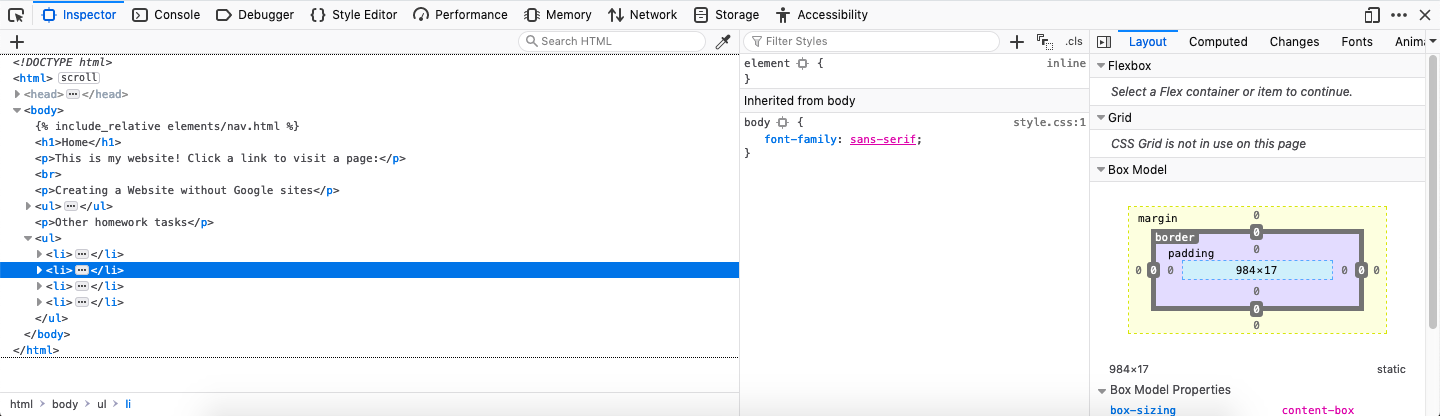 Inspector Console Debugger Style Editor Performance Memory Network Storage Accessibility
Search HTML
<!DOCTYPE html>
<html> scroll
<head> ••• </head>
<body>
{% include_relative elements/nav.html %}
<h1>Home</h1>
<p>This is my website! Click a link to visit a page:</p>
<br>
<p>Creating a Website without Google sites</p>
<ul> ••• </ul>
<p>Other homework tasks</p>
<ul>
<li> ••• </li>
<li> ••• </li>
<li> ••• </li>
<li> ••• </li>
</ul>
</body>
</html>
html > body > ul > li
Filter Styles + .cls
element { inline
}
Inherited from body
body { style.css:1
font-family: sans-serif;
}
Layout Computed Changes Fonts
Flexbox
Select a Flex container or item to continue.
Grid
CSS Grid is not in use on this page
Box Model
margin 0
border 0
padding 0
0 0 0 984×17 0 0 0
0
0
0
984×17 static
Box Model Properties
box-sizing content-box